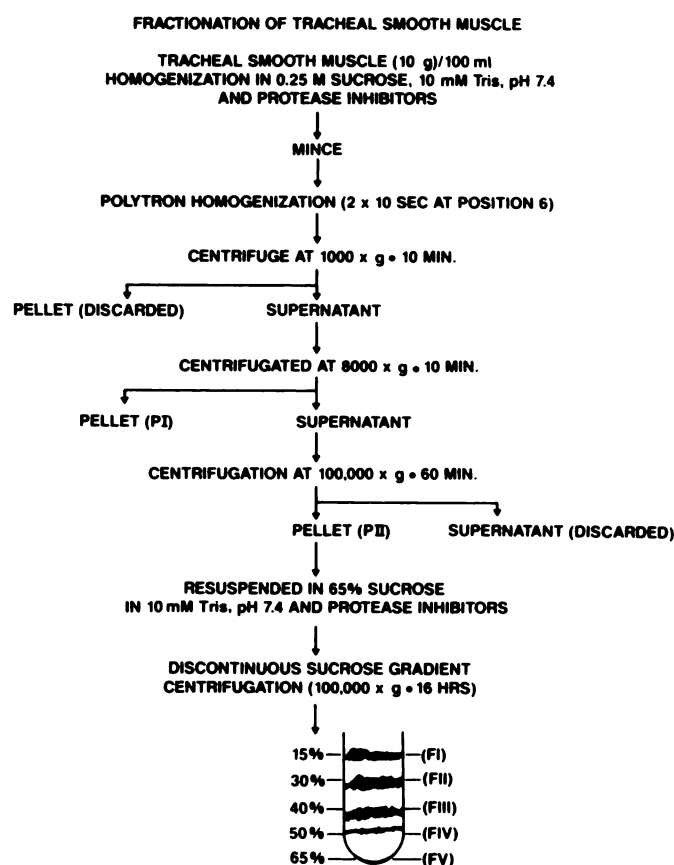 FRACTIONATION OF TRACHEAL SMOOTH MUSCLE
TRACHEAL SMOOTH MUSCLE (10 g)/100 ml
HOMOGENIZATION IN 0.25 M SUCROSE, 10 mM Tris, pH 7.4
AND PROTEASE INHIBITORS
MINCE
POLYTRON HOMOGENIZATION (2 x 10 SEC AT POSITION 6)
CENTRIFUGE AT 1000 x g • 10 MIN.
PELLET (DISCARDED) SUPERNATANT
CENTRIFUGATED AT 8000 x g • 10 MIN.
PELLET (PI) SUPERNATANT
CENTRIFUGATION AT 100,000 x g • 60 MIN.
PELLET (PII) SUPERNATANT (DISCARDED)
RESUSPENDED IN 65% SUCROSE
IN 10 mM Tris, pH 7.4 AND PROTEASE INHIBITORS
DISCONTINUOUS SUCROSE GRADIENT
CENTRIFUGATION (100,000 x g • 16 HRS)
15% (FI)
30% (FII)
40% (FIII)
50% (FIV)
65% (FV)